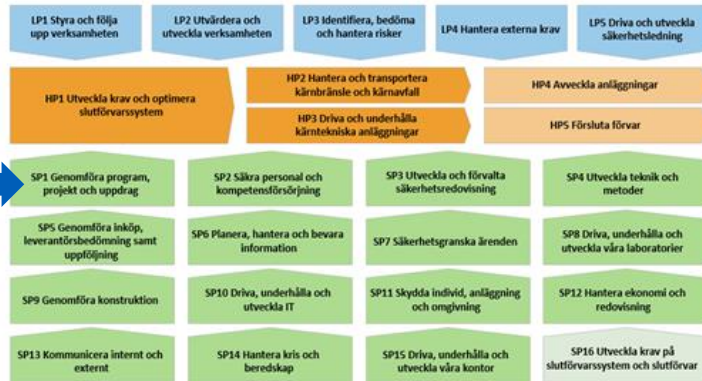 LP1 Styra och följa
upp verksamheten
LP2 Utvärdera och
utveckla verksamheten
LP3 Identifiera, bedöma
och hantera risker
LP4 Hantera externa krav
LP5 Driva och utveckla
säkerhetsledning
HP1 Utveckla krav och optimera
slutförvarssystem
HP2 Hantera och transportera
kärnbränsle och kärnavfall
HP3 Driva och underhålla
kärntekniska anläggningar
HP4 Avveckla anläggningar
HP5 Försluta förvar
SP1 Genomföra program,
projekt och uppdrag
SP2 Säkra personal och
kompetensförsörjning
SP3 Utveckla och förvalta
säkerhetsredovisning
SP4 Utveckla teknik och
metoder
SP5 Genomföra inköp,
leverantörsbedömning samt
uppföljning
SP6 Planera, hantera och bevara
information
SP7 Säkerhetsgranska ärenden
SP8 Driva, underhålla och
utveckla våra laboratorier
SP9 Genomföra konstruktion
SP10 Driva, underhålla och
utveckla IT
SP11 Skydda individ, anläggning
och omgivning
SP12 Hantera ekonomi och
redovisning
SP13 Kommunicera internt och
externt
SP14 Hantera kris och
beredskap
SP15 Driva, underhålla och
utveckla våra kontor
SP16 Utveckla krav på
slutförvarssystem och slutförvar